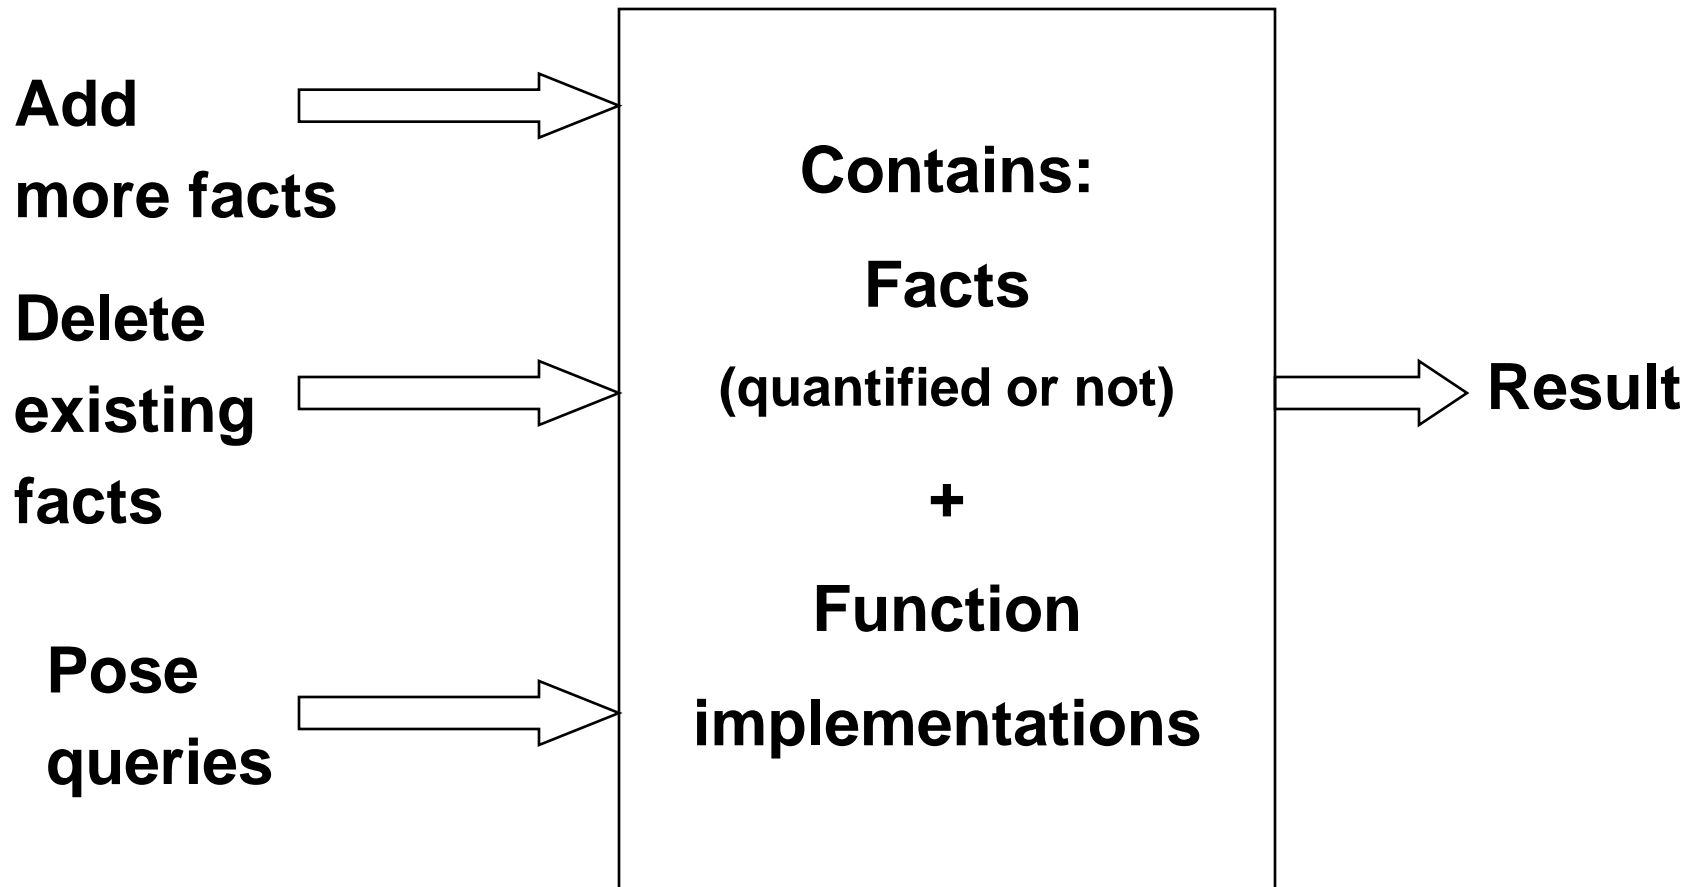 Add
more facts
Delete
existing
facts
Pose
queries
Contains:
Facts
(quantified or not)
+
Function
implementations
Result